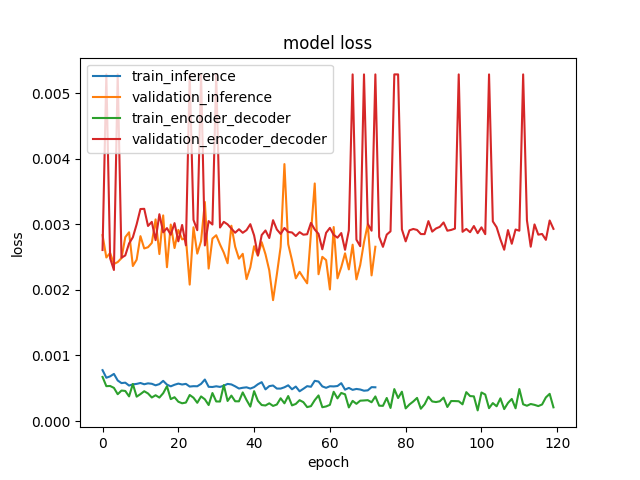 model loss
train_inference
validation_inference
train_encoder_decoder
validation_encoder_decoder
loss
0.005
0.004
0.003
0.002
0.001
0.000
0 20 40 60 80 100 120
epoch